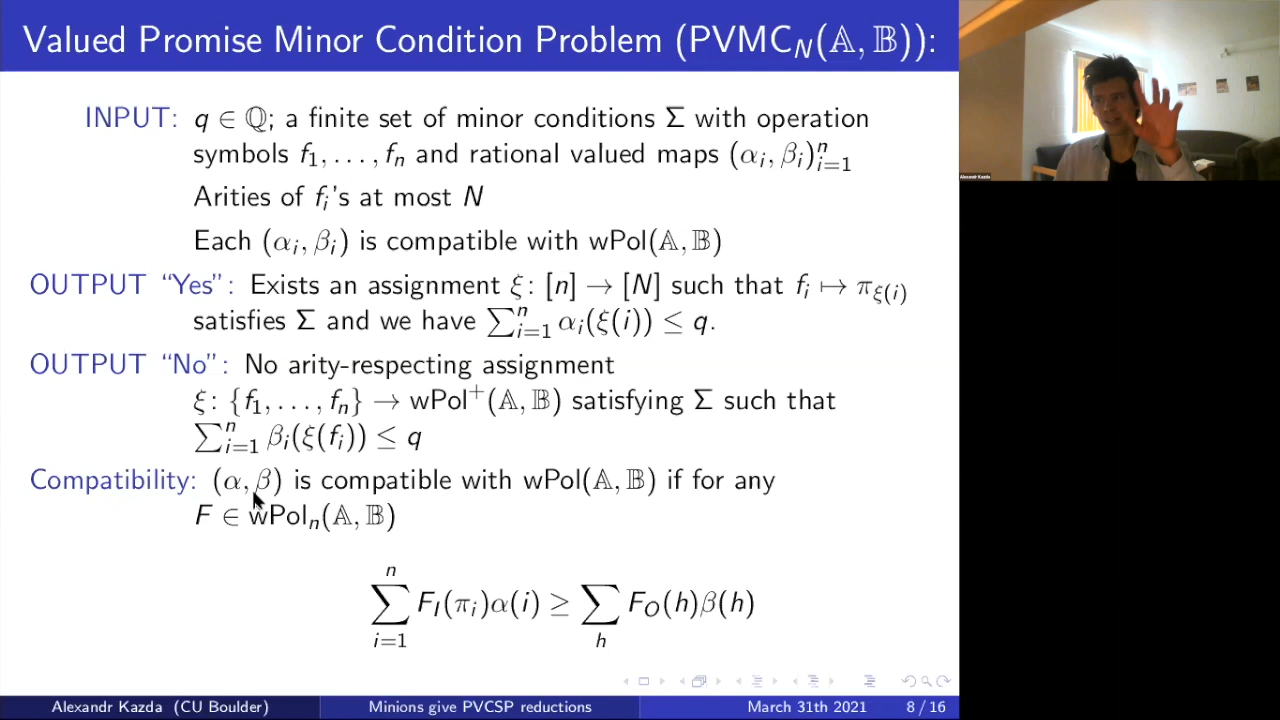 Valued Promise Minor Condition Problem (PVMC_N(𝔸, 𝔹)):
INPUT: q ∈ ℚ; a finite set of minor conditions Σ with operation
symbols f_1, …, f_n and rational valued maps (α_i, β_i)_{i=1}^n
Arities of f_i's at most N
Each (α_i, β_i) is compatible with wPol(𝔸, 𝔹)
OUTPUT “Yes”: Exists an assignment ξ: [n] → [N] such that f_i ↦ π_{ξ(i)}
satisfies Σ and we have ∑_{i=1}^n α_i(ξ(i)) ≤ q.
OUTPUT “No”: No arity-respecting assignment
ξ: {f_1, …, f_n} → wPol^+(𝔸, 𝔹) satisfying Σ such that
∑_{i=1}^n β_i(ξ(f_i)) ≤ q
Compatibility: (α, β) is compatible with wPol(𝔸, 𝔹) if for any
F ∈ wPol_n(𝔸, 𝔹)
∑_{i=1}^n F_I(π_i)α(i) ≥ ∑_h F_O(h)β(h)
Alexandr Kazda (CU Boulder) Minions give PVCSP reductions March 31th 2021 8 / 16
Alexandr Kazda